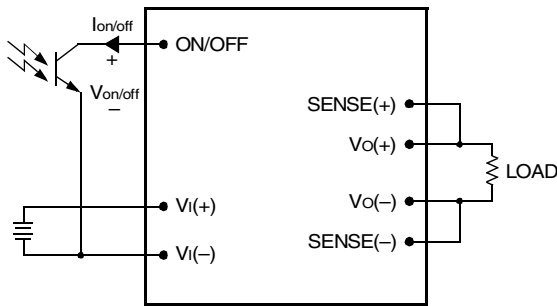 Ion/off
+
ON/OFF
Von/off
–
SENSE(+)
VO(+)
LOAD
VO(–)
VI(+)
VI(–)
SENSE(–)